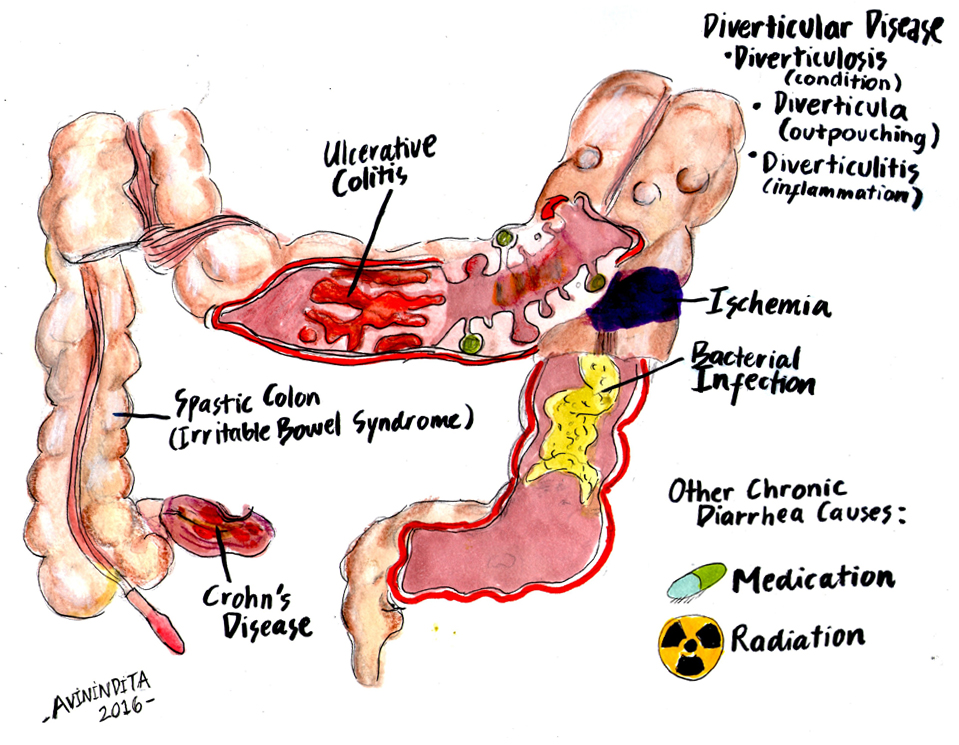 Diverticular Disease
• Diverticulosis
(condition)
• Diverticula
(outpouching)
• Diverticulitis
(inflammation)
Ulcerative
Colitis
Ischemia
Bacterial
Infection
Spastic Colon
(Irritable Bowel Syndrome)
Other Chronic
Diarrhea Causes:
Medication
Crohn's
Disease
Radiation
-AVININDITA
2016-